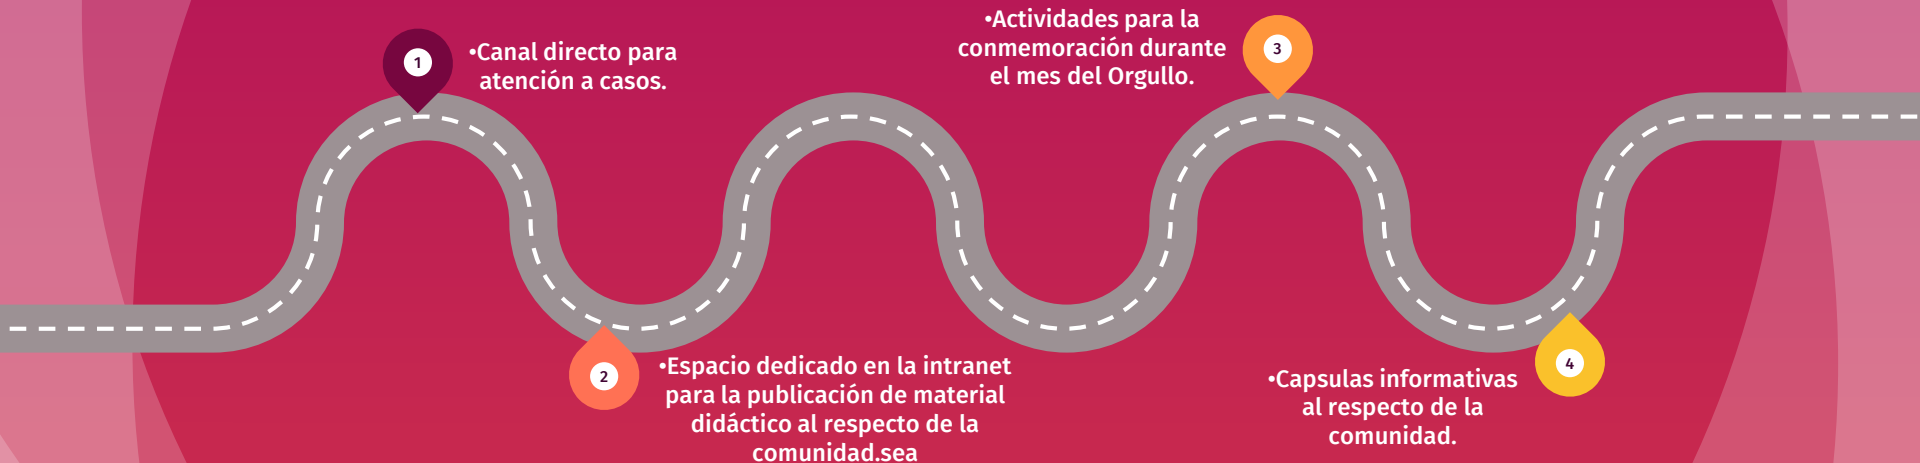 1
•Canal directo para
atención a casos.
2
•Espacio dedicado en la intranet
para la publicación de material
didáctico al respecto de la
comunidad.sea
•Actividades para la
conmemoración durante
el mes del Orgullo.
3
•Capsulas informativas
al respecto de la
comunidad.
4